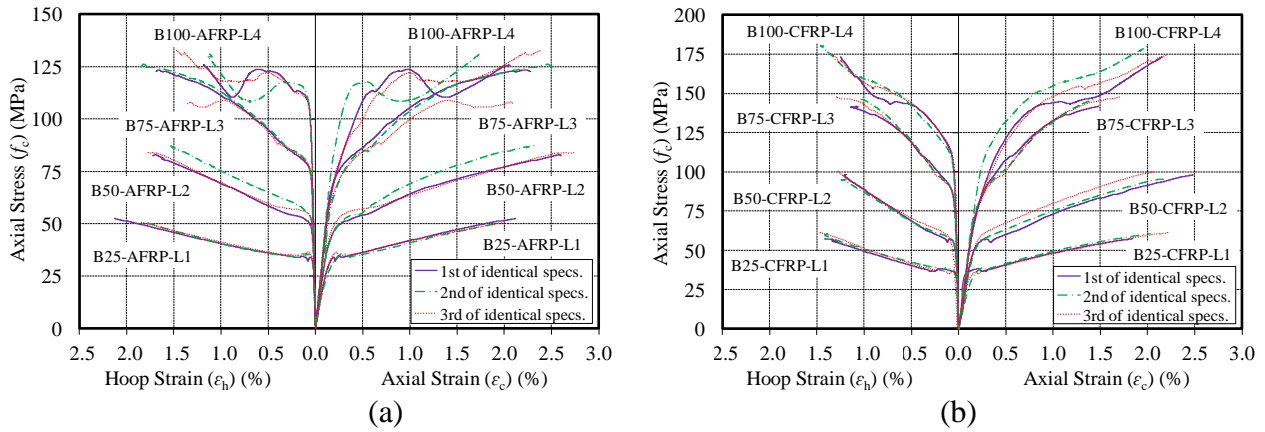 B100-AFRP-L4 B100-AFRP-L4
B75-AFRP-L3 B75-AFRP-L3
B50-AFRP-L2 B50-AFRP-L2
B25-AFRP-L1 B25-AFRP-L1
1st of identical specs.
2nd of identical specs.
3rd of identical specs.
Axial Stress (fc) (MPa)
150
125
100
75
50
25
0
2.5 2.0 1.5 1.0 0.5 0.0 0.5 1.0 1.5 2.0 2.5 3.0
Hoop Strain (εh) (%) Axial Strain (εc) (%)
(a)
B100-CFRP-L4 B100-CFRP-L4
B75-CFRP-L3 B75-CFRP-L3
B50-CFRP-L2 B50-CFRP-L2
B25-CFRP-L1 B25-CFRP-L1
1st of identical specs.
2nd of identical specs.
3rd of identical specs.
Axial Stress (fc) (MPa)
200
175
150
125
100
75
50
25
0
2.5 2.0 1.5 1.0 0.5 0.0 0.5 1.0 1.5 2.0 2.5 3.0
Hoop Strain (εh) (%) Axial Strain (εc) (%)
(b)